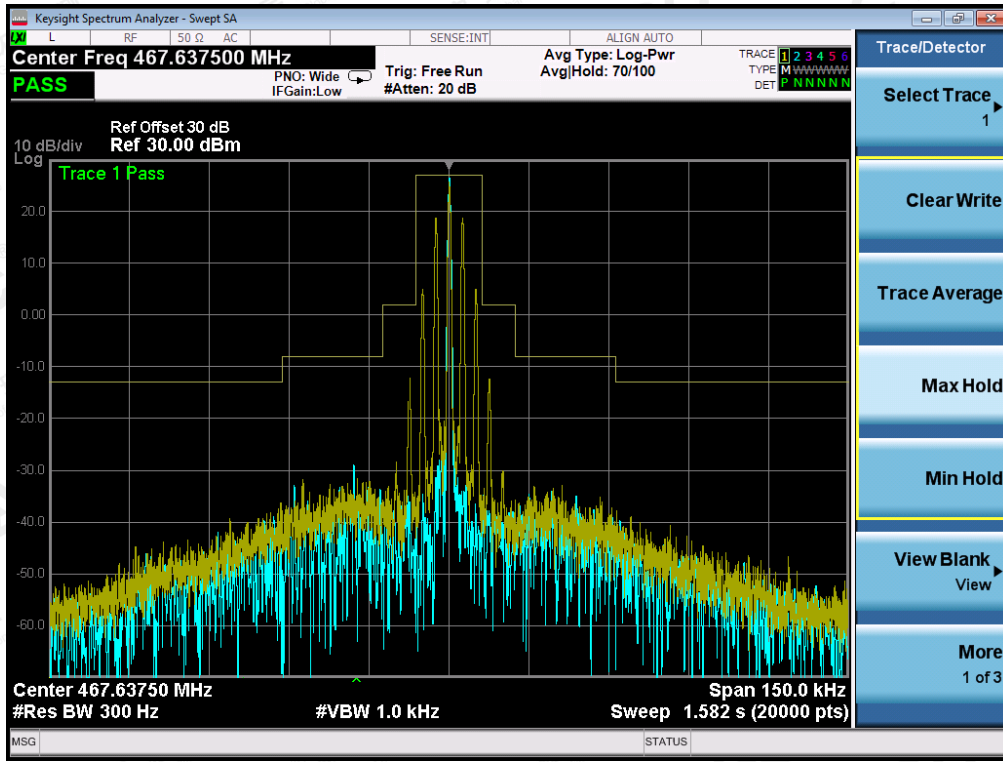 Keysight Spectrum Analyzer - Swept SA
LXI L RF 50 Ω AC SENSE:INT ALIGN AUTO
Center Freq 467.637500 MHz
PASS
PNO: Wide
IFGain:Low
Trig: Free Run
#Atten: 20 dB
Avg Type: Log-Pwr
Avg|Hold: 70/100
TRACE 1 2 3 4 5 6
TYPE M WWWWW
DET P N N N N N
Ref Offset 30 dB
10 dB/div Ref 30.00 dBm
Log
Trace 1 Pass
20.0
10.0
0.00
-10.0
-20.0
-30.0
-40.0
-50.0
-60.0
Center 467.63750 MHz Span 150.0 kHz
#Res BW 300 Hz #VBW 1.0 kHz Sweep 1.582 s (20000 pts)
MSG STATUS
Trace/Detector
Select Trace
1
Clear Write
Trace Average
Max Hold
Min Hold
View Blank
View
More
1 of 3